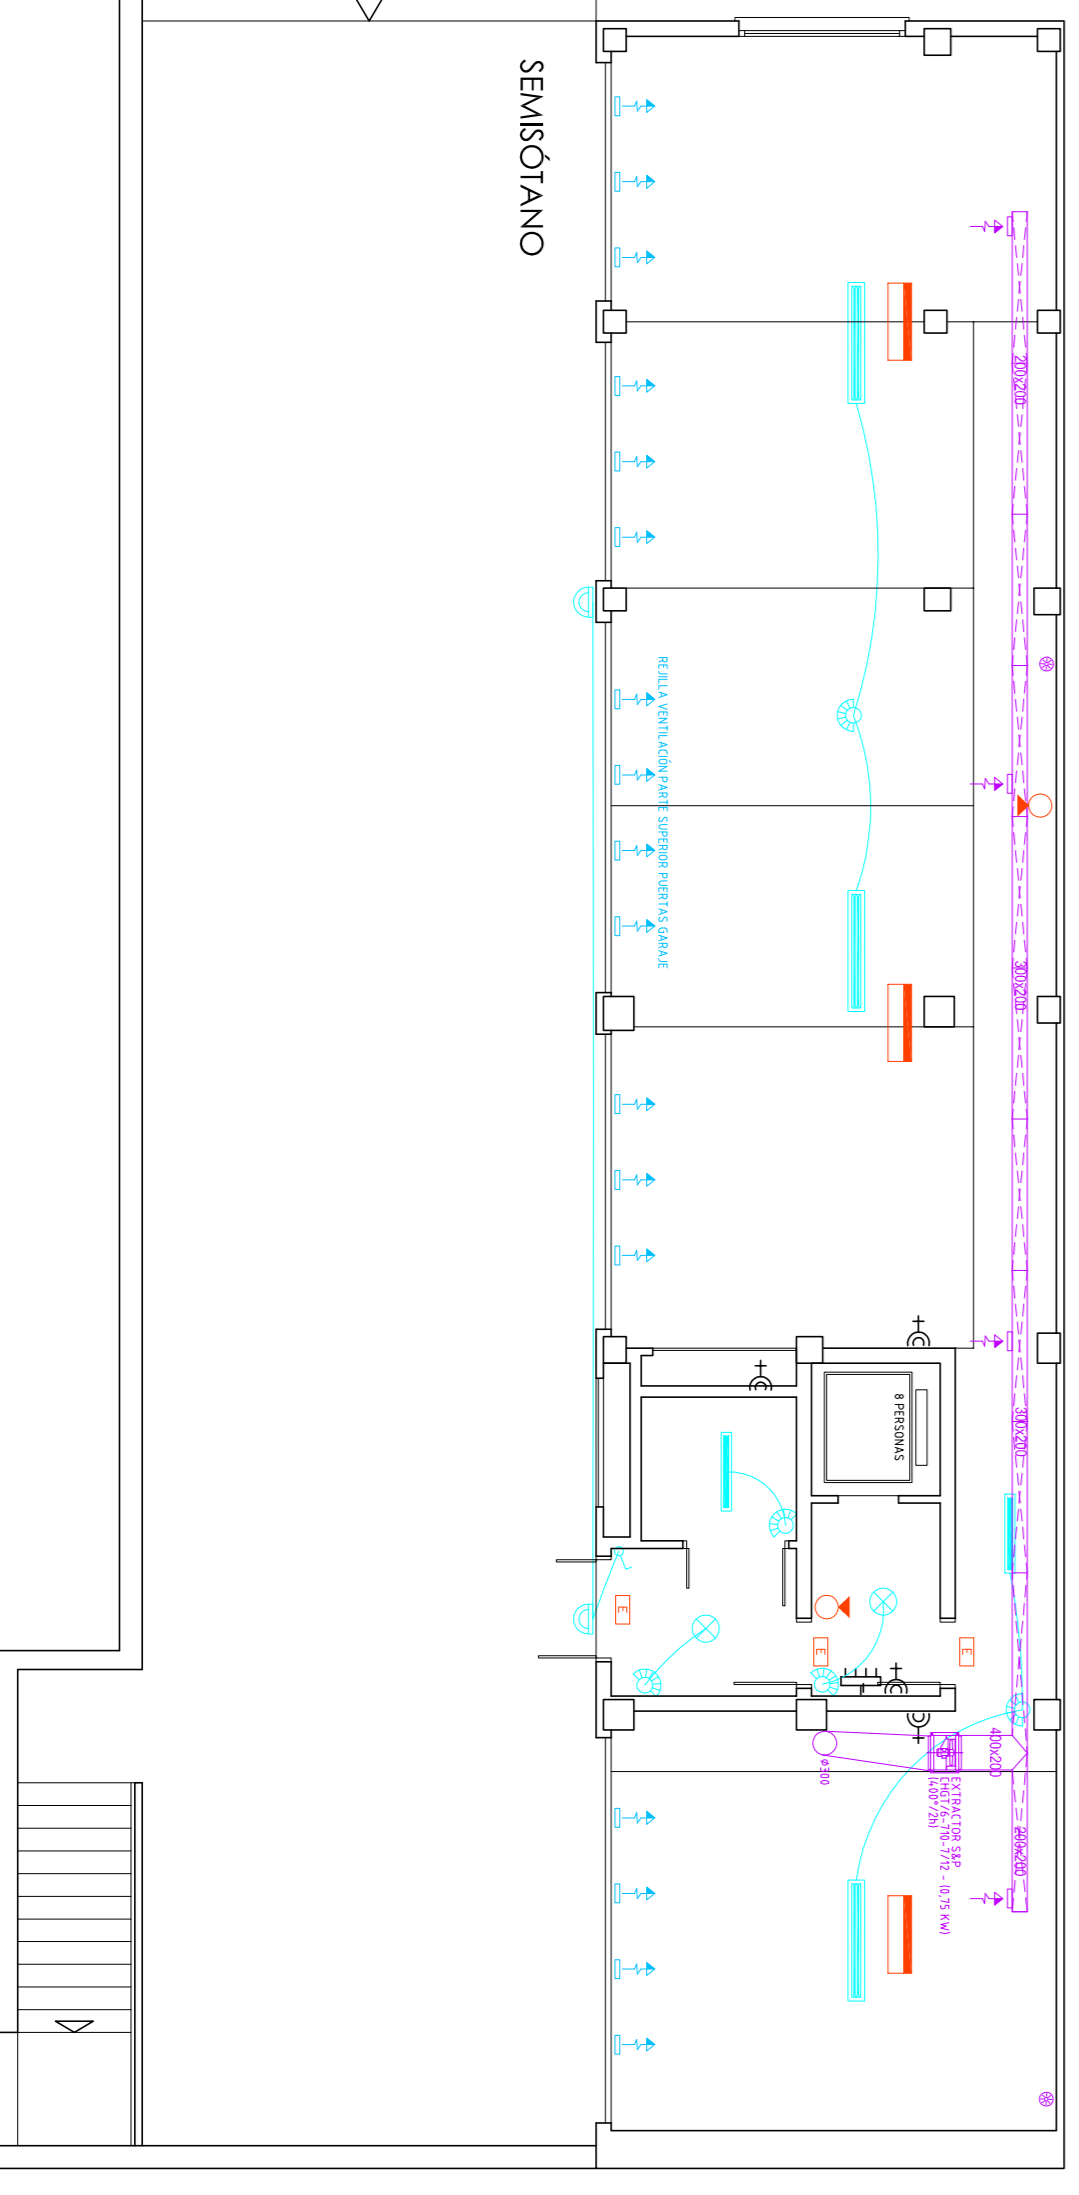 SEMISÓTANO
200x200
REJILLA VENTILACIÓN PARTE SUPERIOR PUERTAS GARAJE
300x200
8 PERSONAS
300x200
E
E
E
400x200
ø300
EXTRACTOR S&P
CHGT/6-710-7/12 - (0,75 KW)
(400º/2h)
200x200